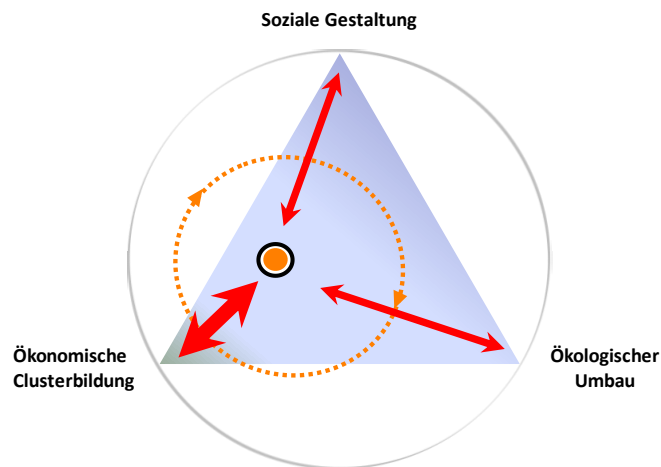 Soziale Gestaltung
Ökonomische
Clusterbildung
Ökologischer
Umbau